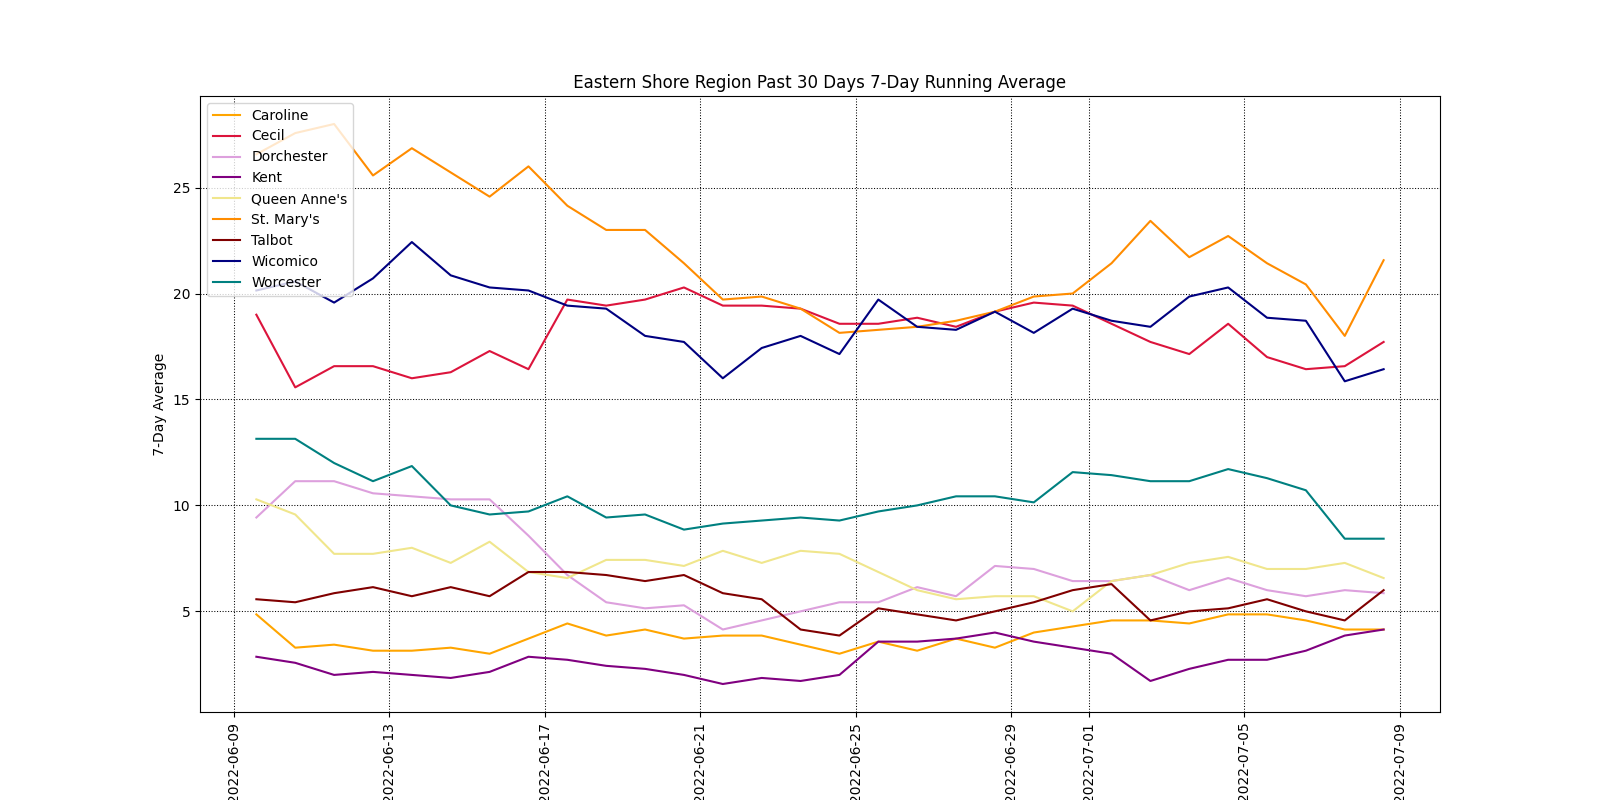 Eastern Shore Region Past 30 Days 7-Day Running Average
Caroline
Cecil
Dorchester
Kent
Queen Anne's
St. Mary's
Talbot
Wicomico
Worcester
7-Day Average
25
20
15
10
5
2022-06-09
2022-06-13
2022-06-17
2022-06-21
2022-06-25
2022-06-29
2022-07-01
2022-07-05
2022-07-09